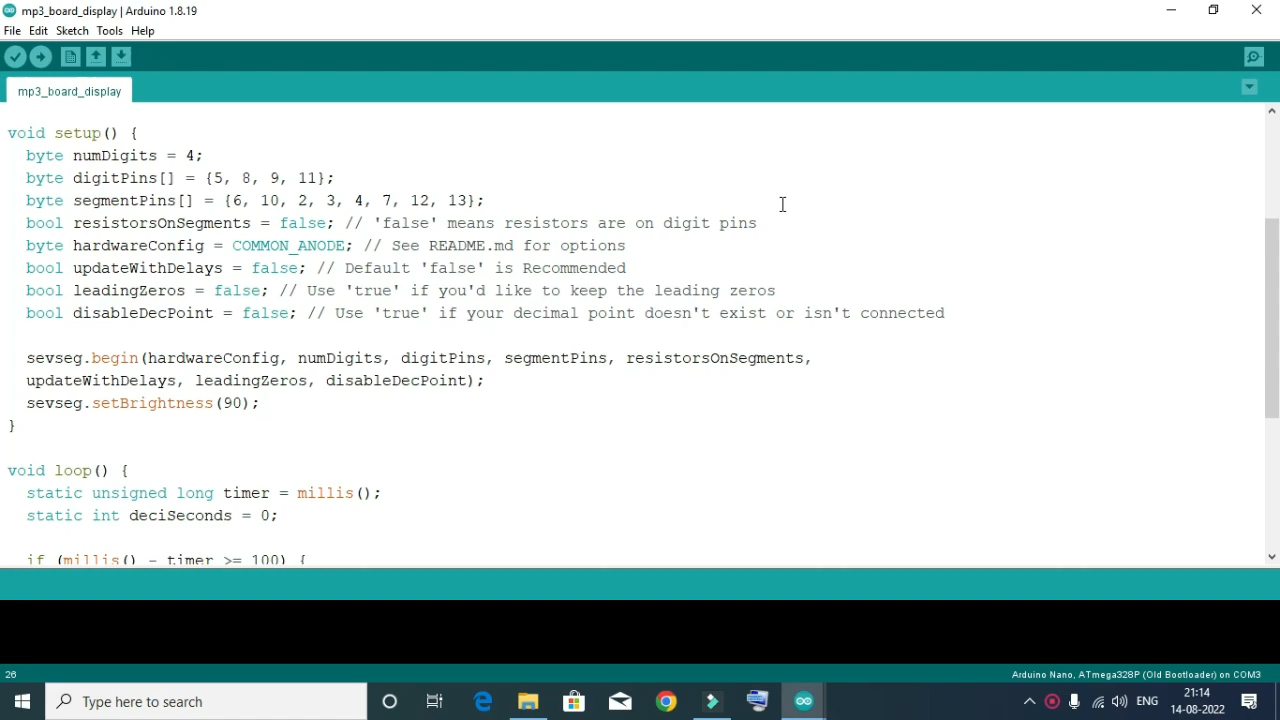 mp3_board_display | Arduino 1.8.19
File Edit Sketch Tools Help
mp3_board_display
void setup() {
byte numDigits = 4;
byte digitPins[] = {5, 8, 9, 11};
byte segmentPins[] = {6, 10, 2, 3, 4, 7, 12, 13};
bool resistorsOnSegments = false; // 'false' means resistors are on digit pins
byte hardwareConfig = COMMON_ANODE; // See README.md for options
bool updateWithDelays = false; // Default 'false' is Recommended
bool leadingZeros = false; // Use 'true' if you'd like to keep the leading zeros
bool disableDecPoint = false; // Use 'true' if your decimal point doesn't exist or isn't connected
sevseg.begin(hardwareConfig, numDigits, digitPins, segmentPins, resistorsOnSegments,
updateWithDelays, leadingZeros, disableDecPoint);
sevseg.setBrightness(90);
}
void loop() {
static unsigned long timer = millis();
static int deciSeconds = 0;
if (millis() - timer >= 100) {
26
Arduino Nano, ATmega328P (Old Bootloader) on COM3
Type here to search
ENG
21:14
14-08-2022